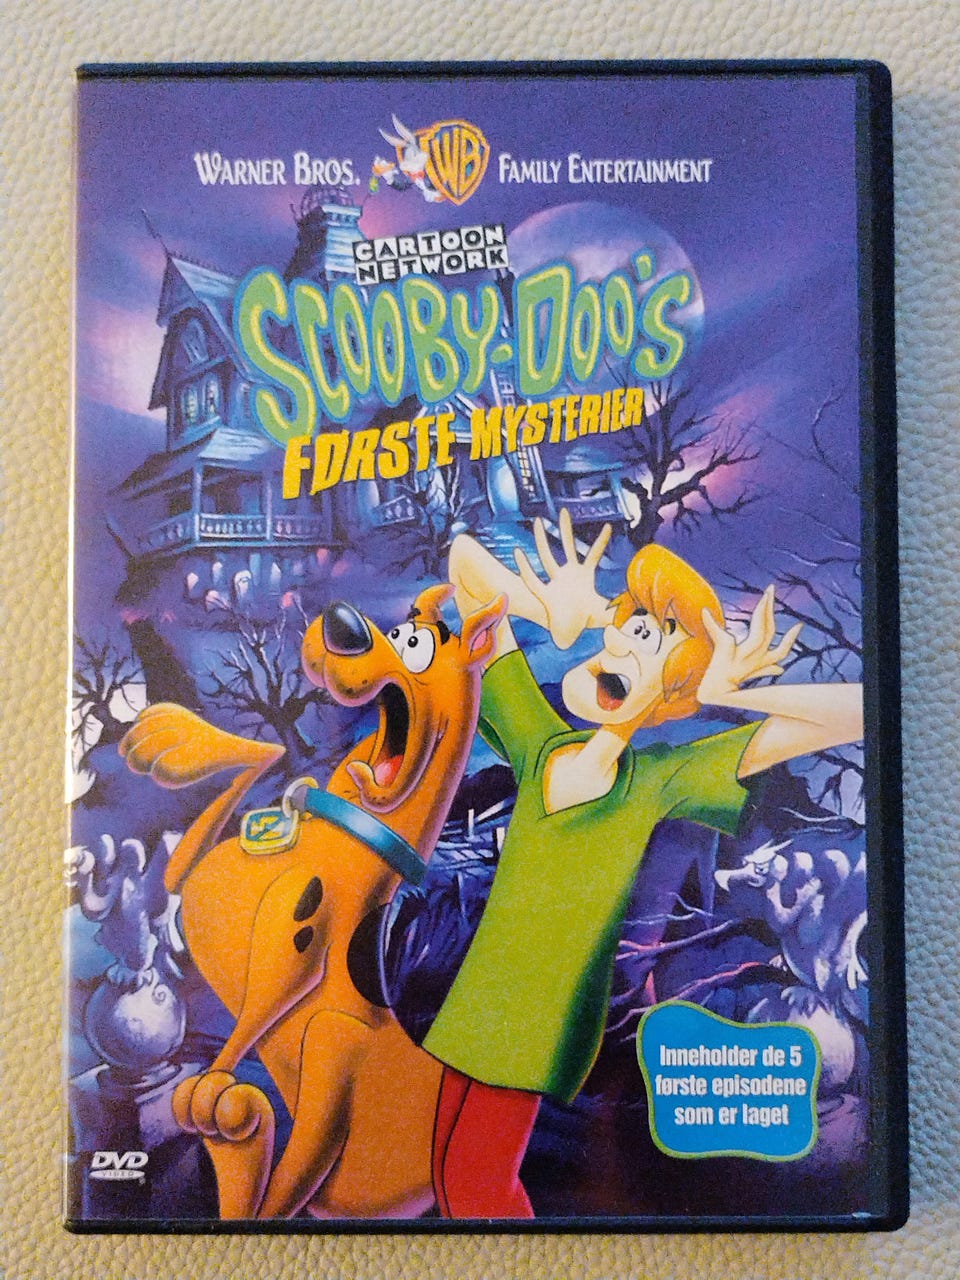 WARNER BROS. WB FAMILY ENTERTAINMENT
CARTOON
NETWORK
SCOOBY-DOO'S
FØRSTE MYSTERIER
Inneholder de 5
første episodene
som er laget
DVD
VIDEO